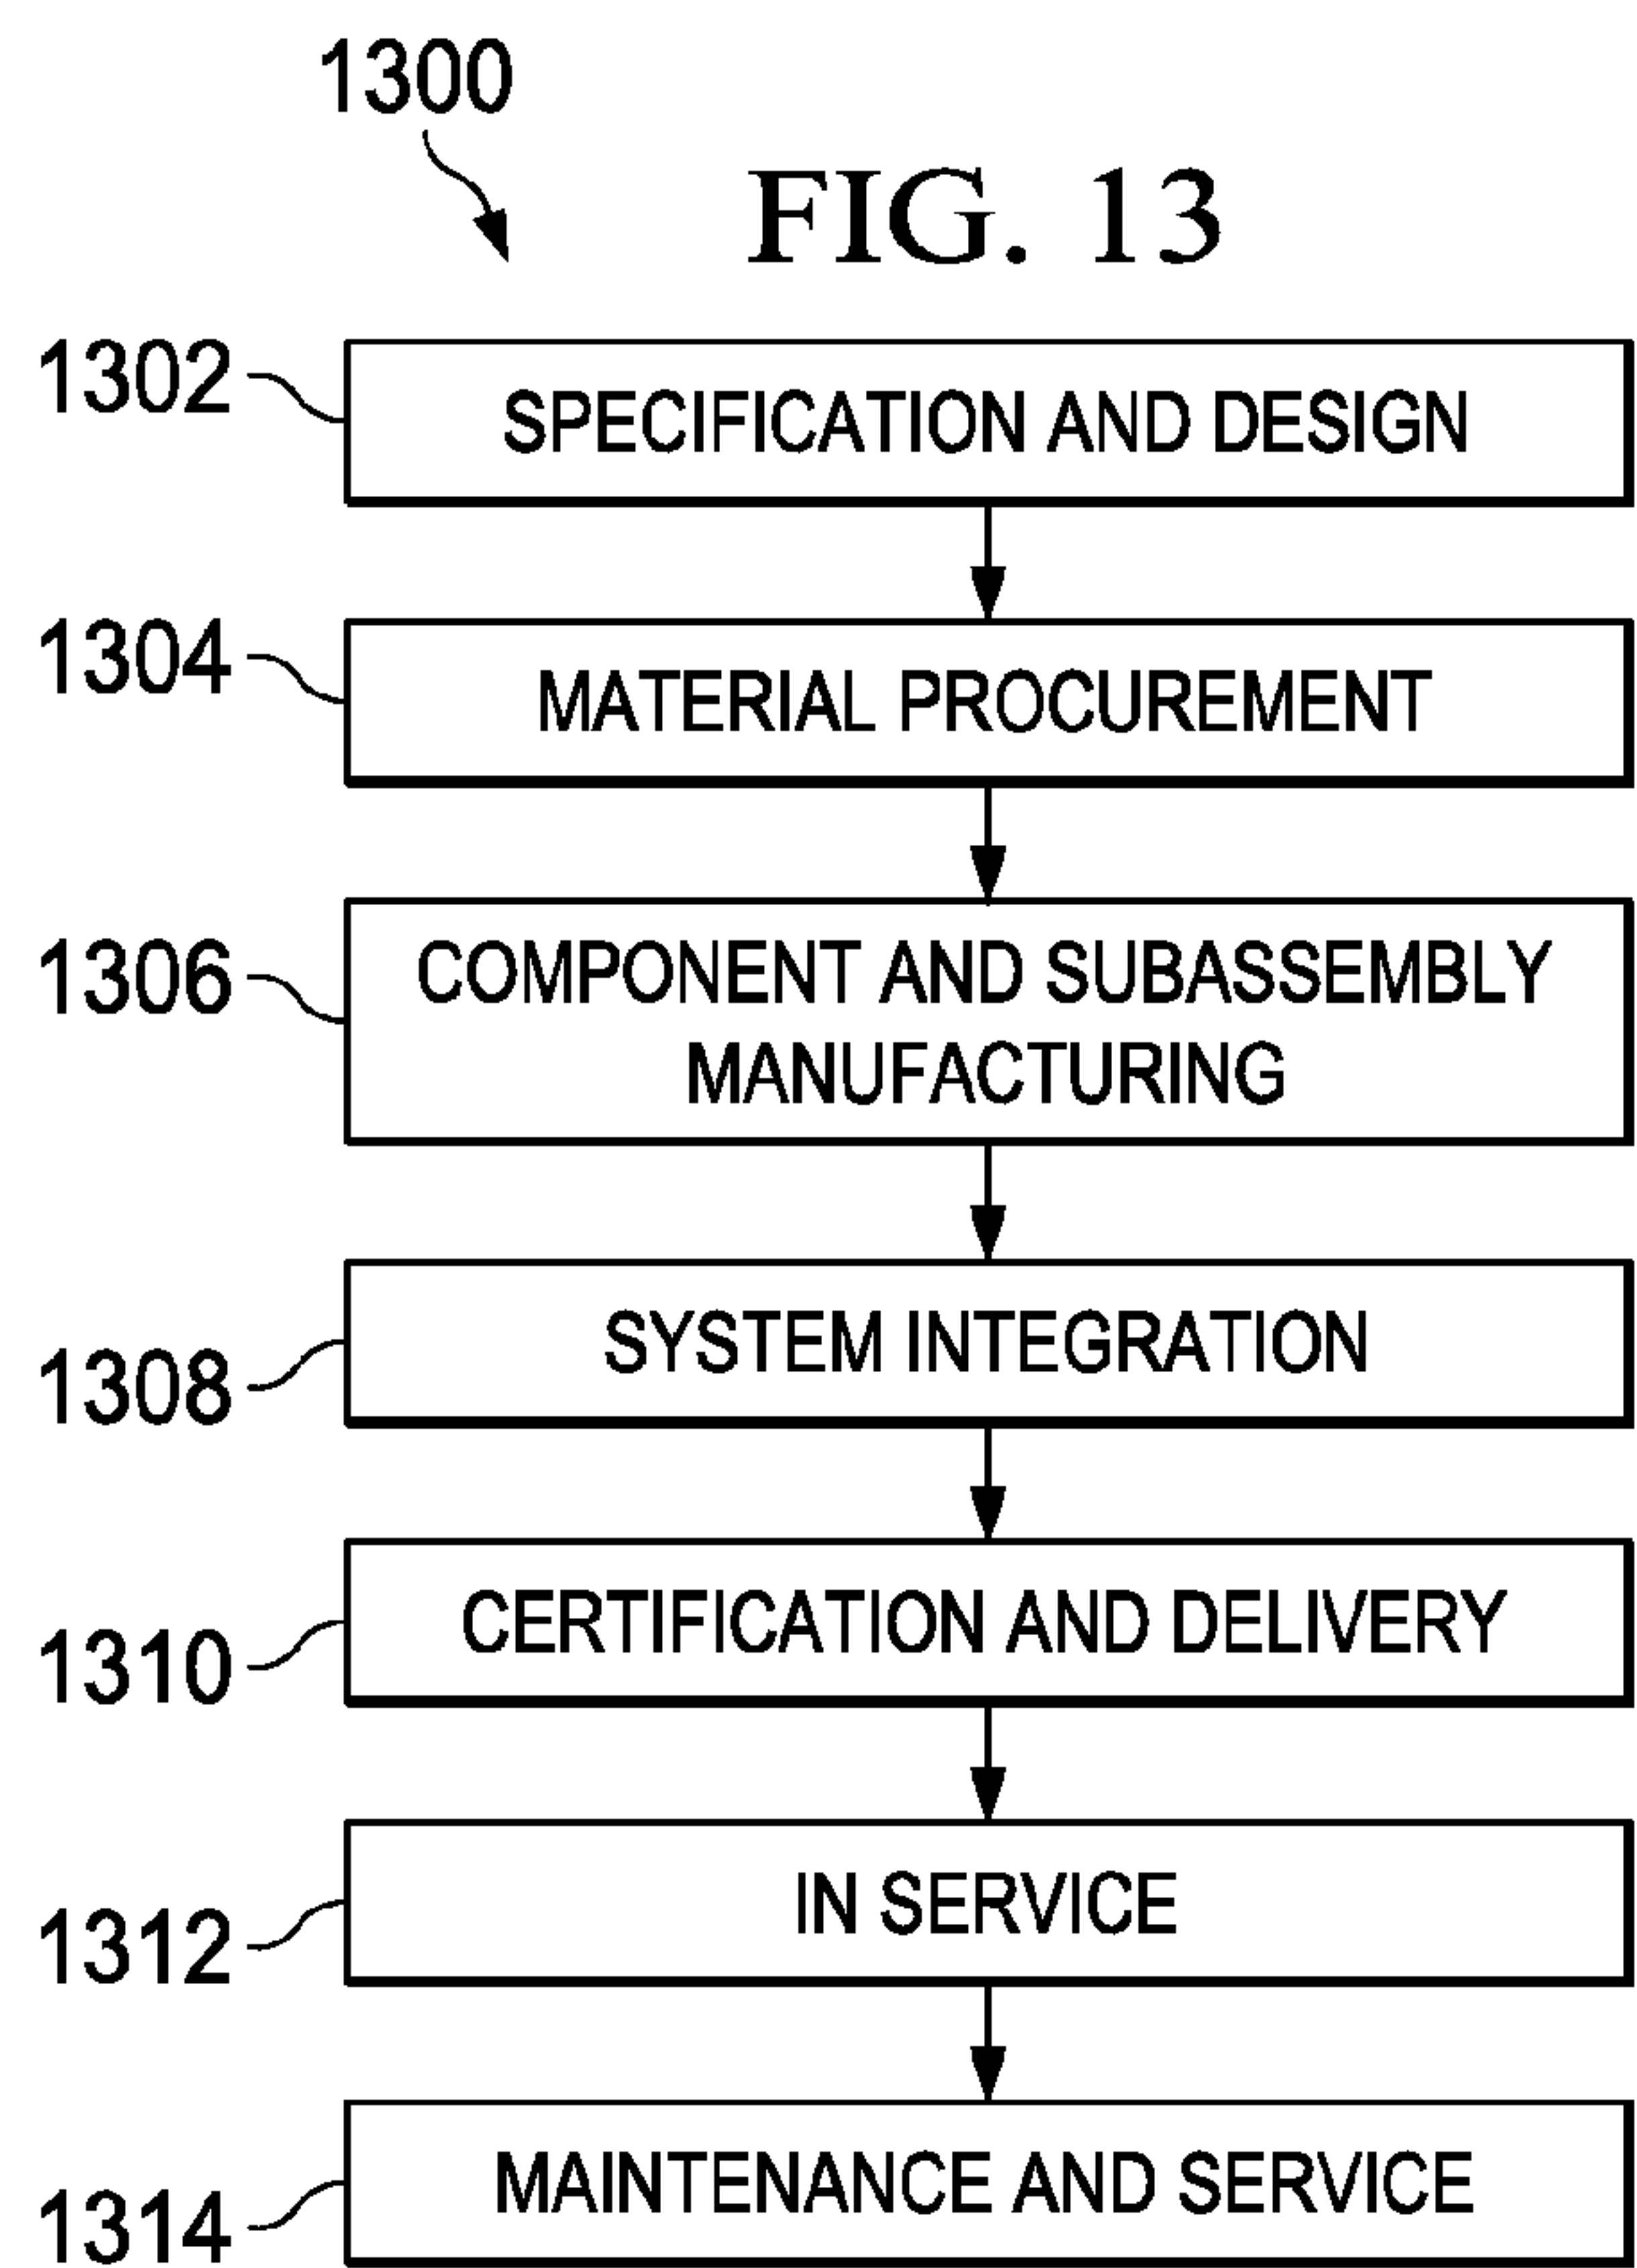 1300
FIG. 13
1302
SPECIFICATION AND DESIGN
1304
MATERIAL PROCUREMENT
1306
COMPONENT AND SUBASSEMBLY
MANUFACTURING
1308
SYSTEM INTEGRATION
1310
CERTIFICATION AND DELIVERY
1312
IN SERVICE
1314
MAINTENANCE AND SERVICE